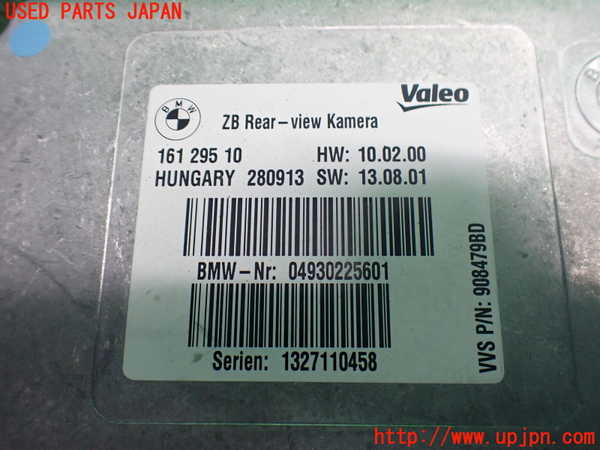 USED PARTS JAPAN
BMW
Valeo
ZB Rear-view Kamera
161 295 10 HW: 10.02.00
HUNGARY 280913 SW: 13.08.01
BMW-Nr: 04930225601
Serien: 1327110458
VVS P/N: 908479BD
http://www.upjpn.com/